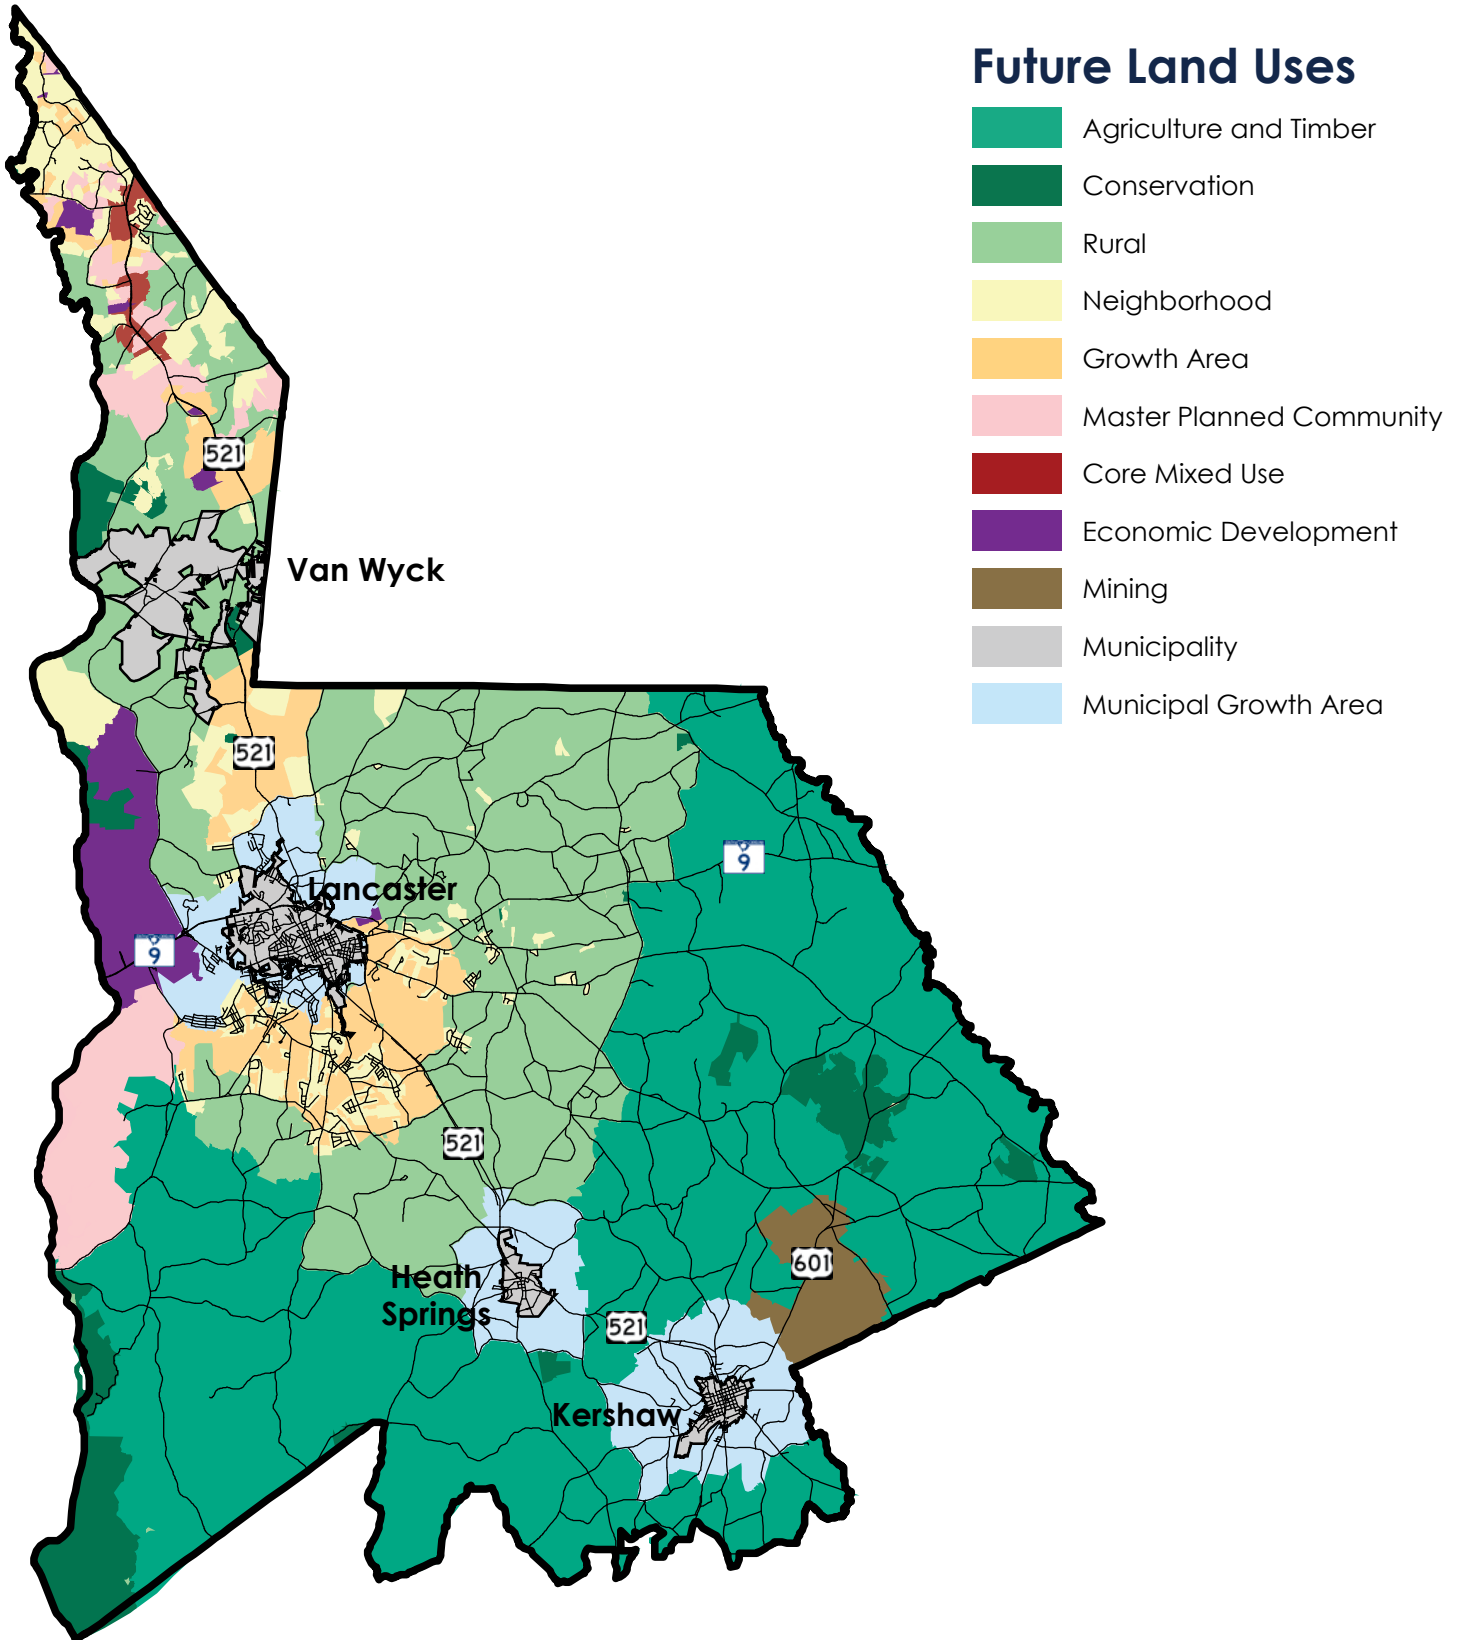 Future Land Uses
Agriculture and Timber
Conservation
Rural
Neighborhood
Growth Area
Master Planned Community
Core Mixed Use
Economic Development
Mining
Municipality
Municipal Growth Area
521
Van Wyck
521
9
Lancaster
9
521
601
Heath
Springs
521
Kershaw